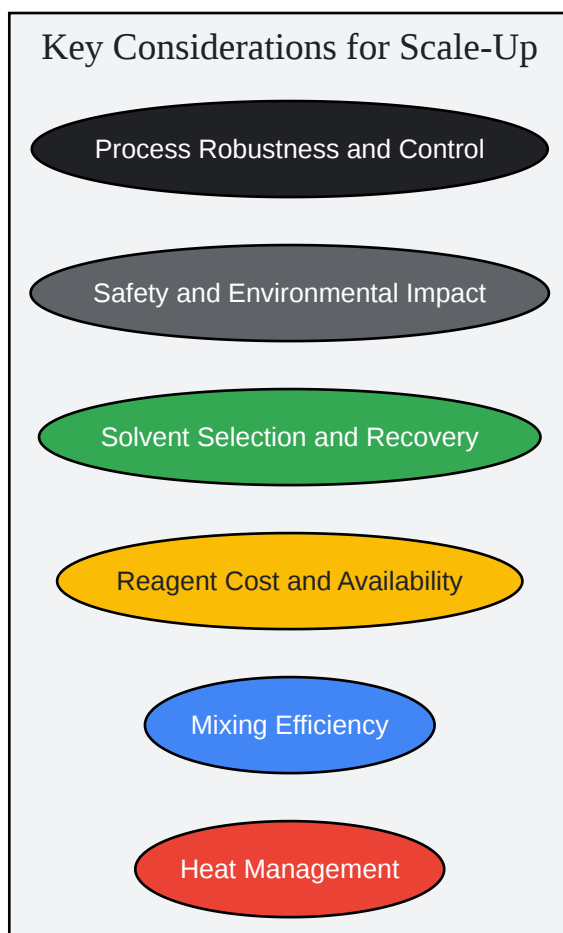 Key Considerations for Scale-Up
Process Robustness and Control
Safety and Environmental Impact
Solvent Selection and Recovery
Reagent Cost and Availability
Mixing Efficiency
Heat Management